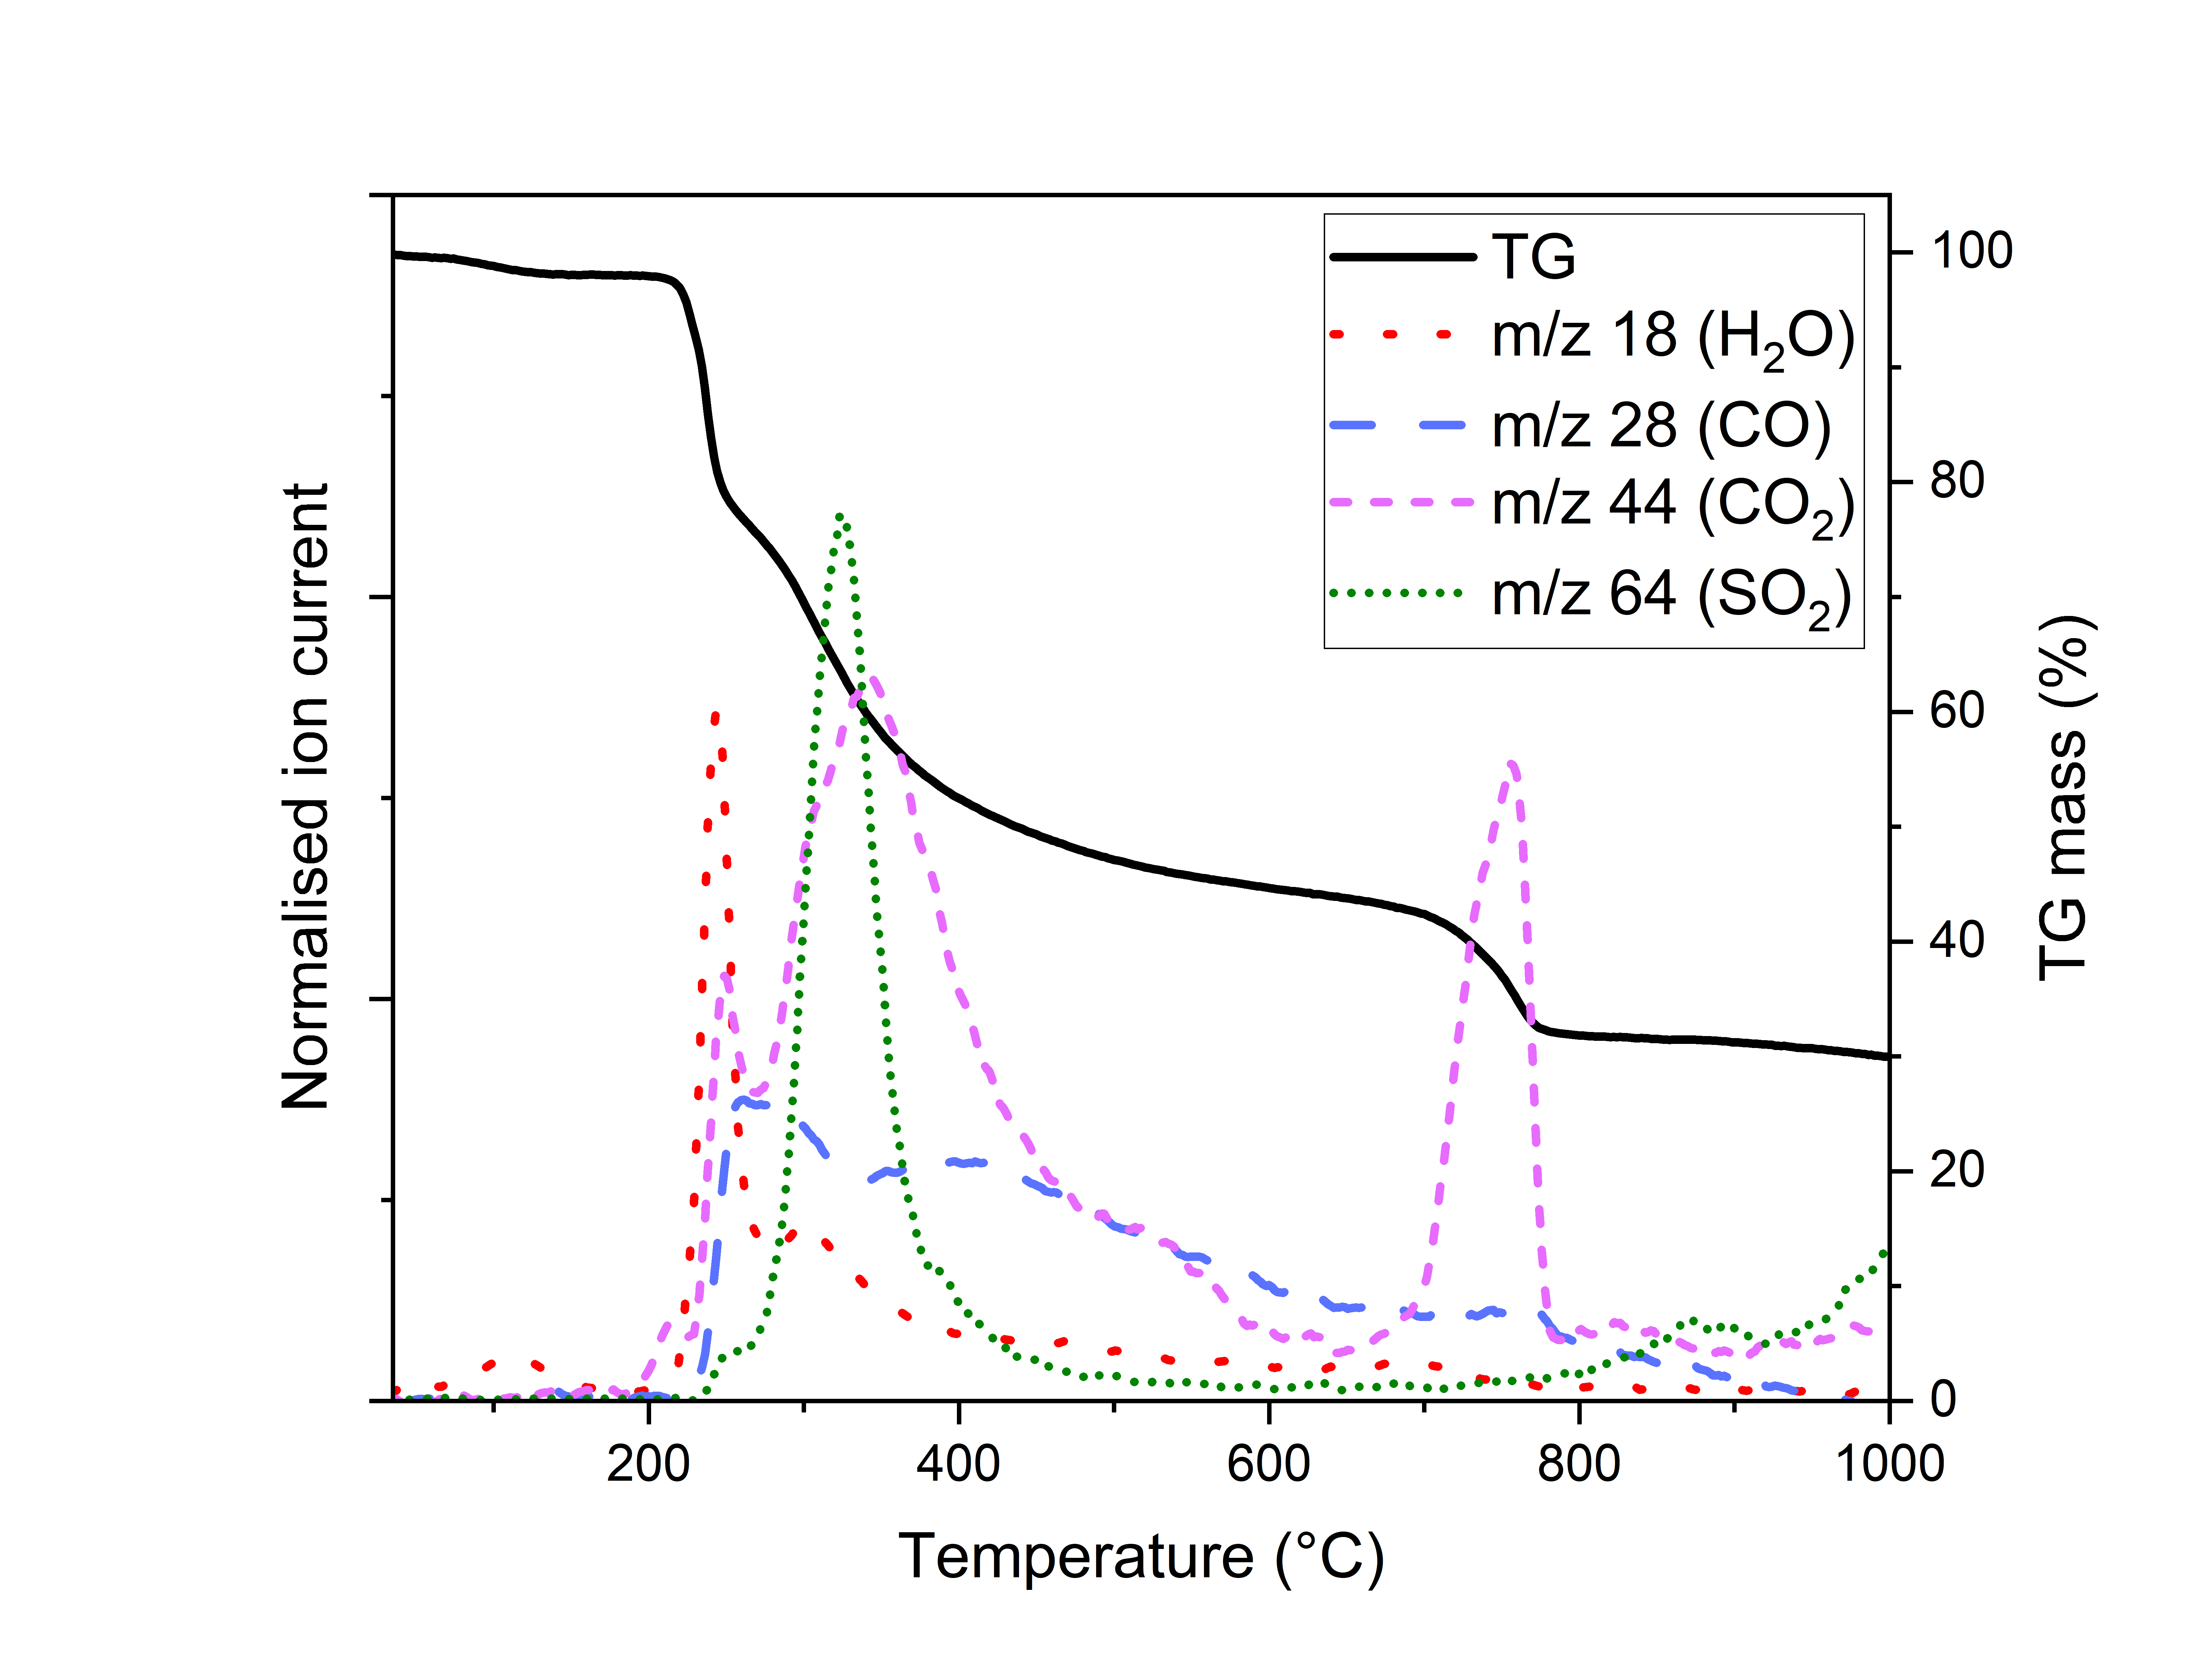 Normalised ion current
TG
m/z 18 (H₂O)
m/z 28 (CO)
m/z 44 (CO₂)
m/z 64 (SO₂)
100
80
60
40
20
0
TG mass (%)
200 400 600 800 1000
Temperature (°C)